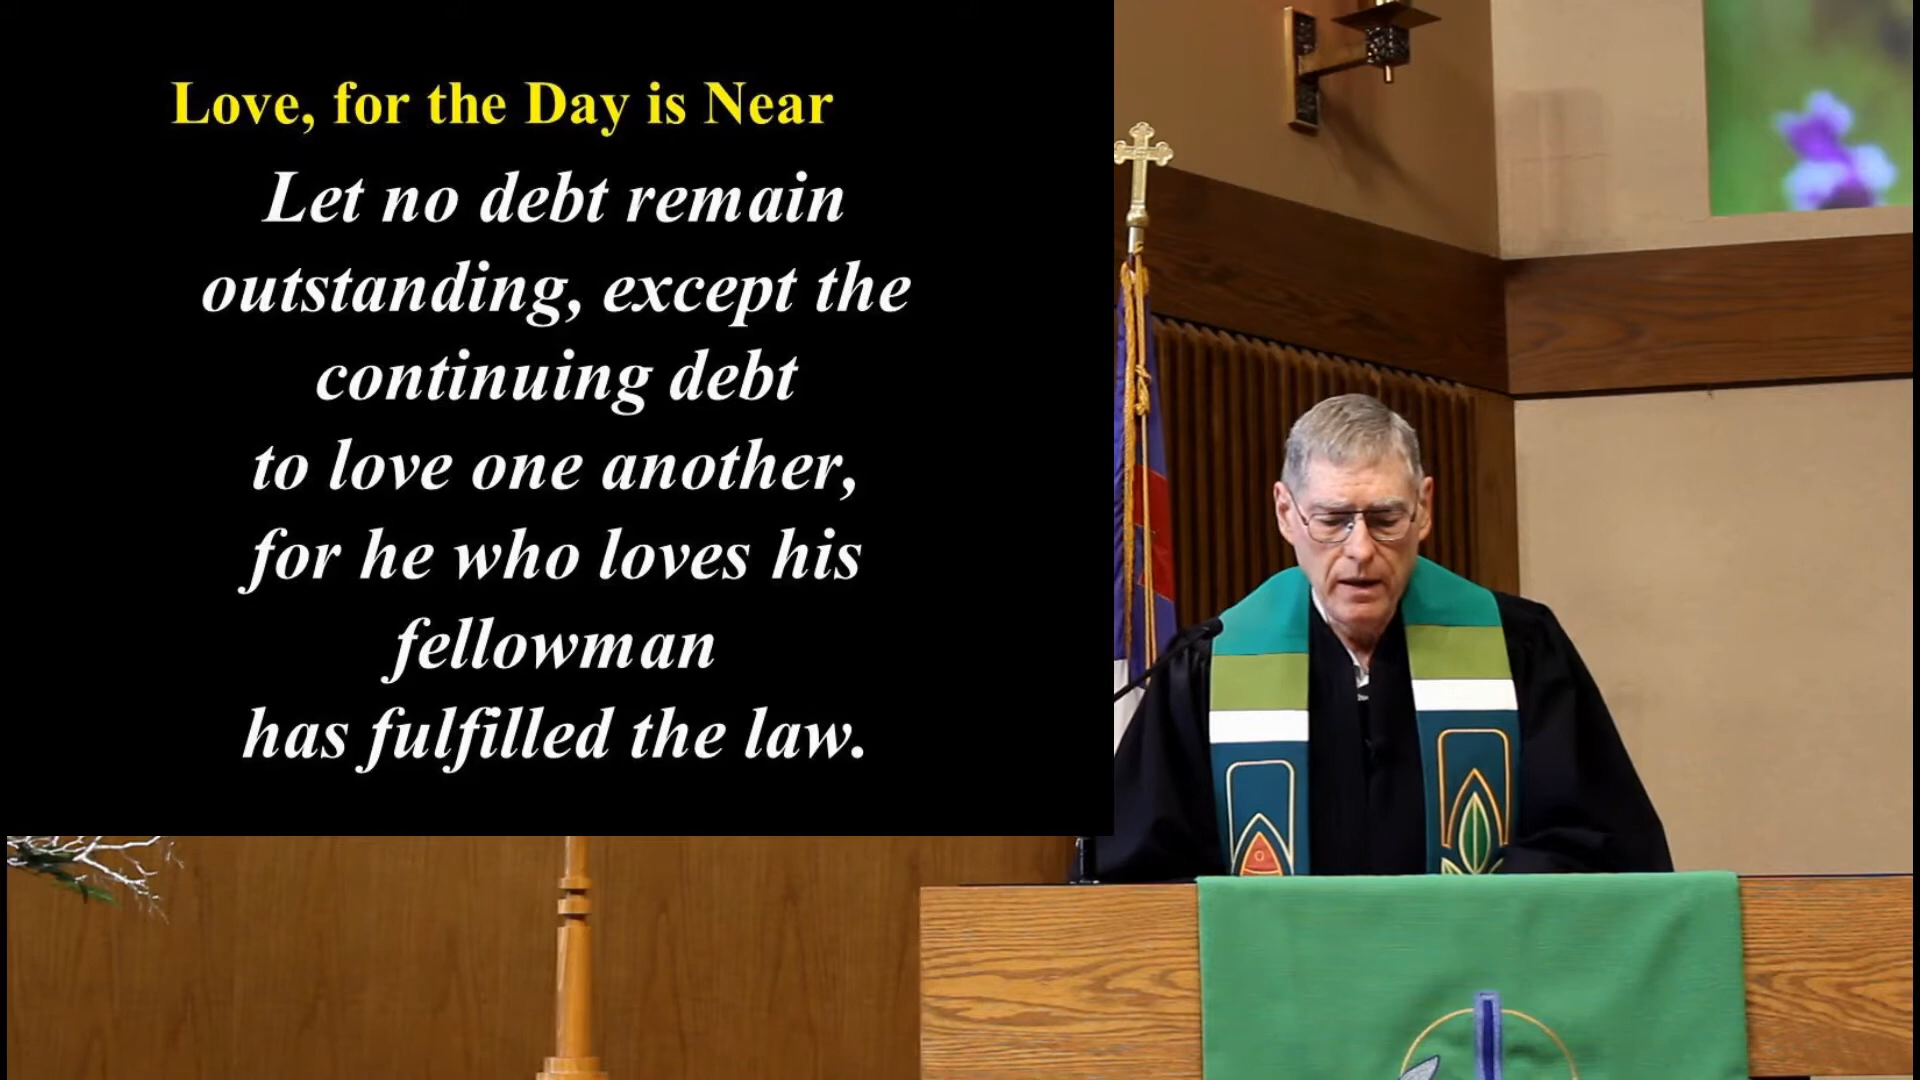 Love, for the Day is Near
Let no debt remain
outstanding, except the
continuing debt
to love one another,
for he who loves his
fellowman
has fulfilled the law.